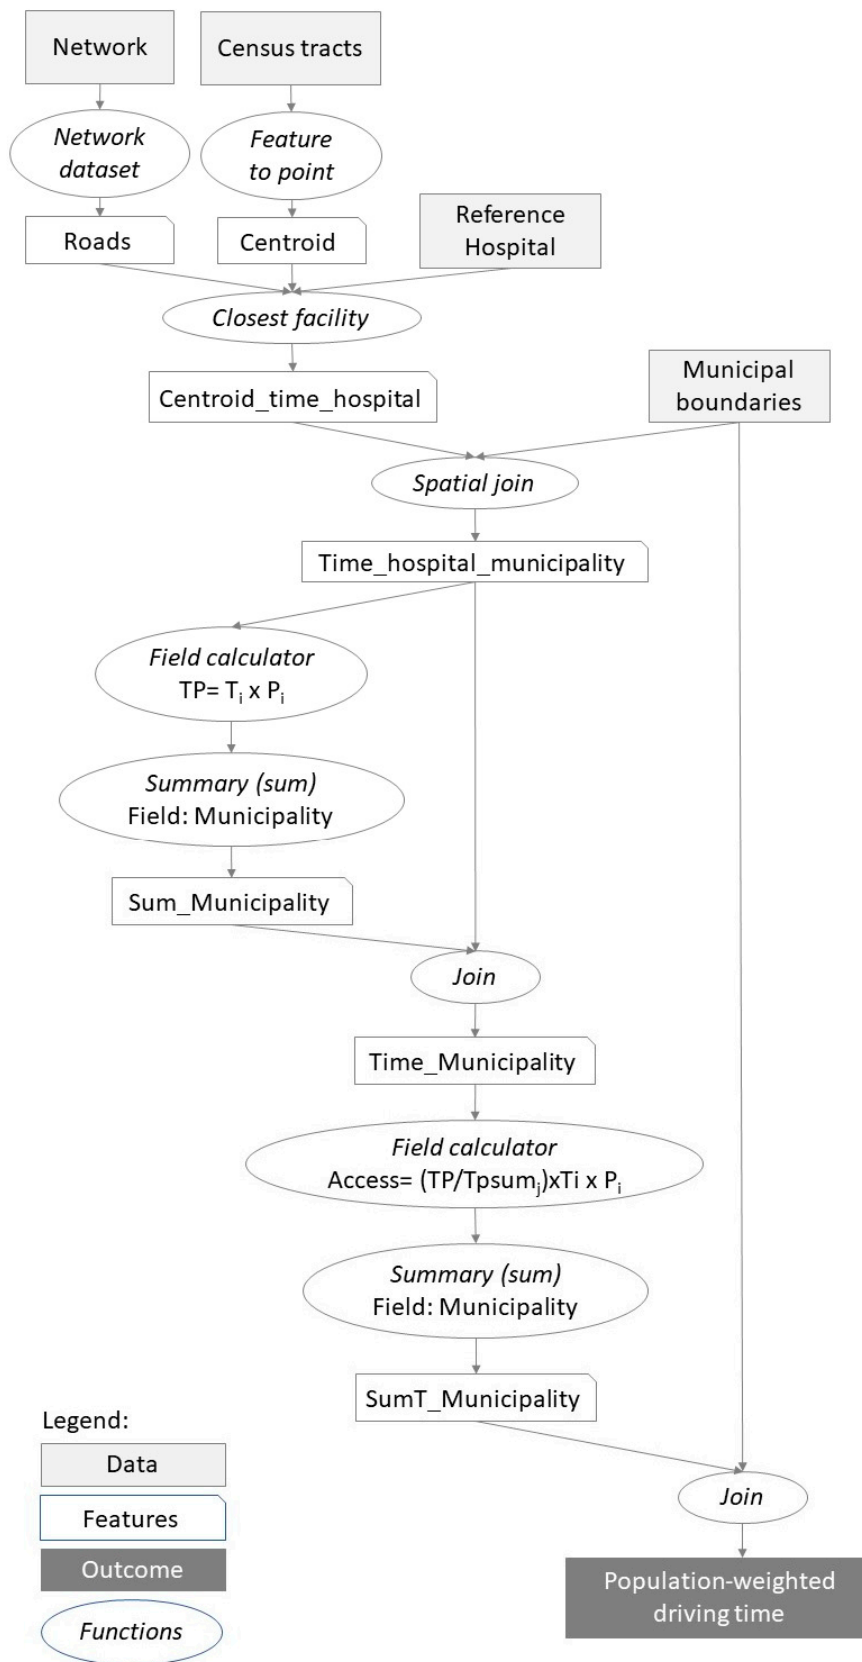 Network
Census tracts
Network
dataset
Feature
to point
Reference
Hospital
Roads
Centroid
Closest facility
Municipal
boundaries
Centroid_time_hospital
Spatial join
Time_hospital_municipality
Field calculator
TP= Ti x Pi
Summary (sum)
Field: Municipality
Sum_Municipality
Join
Time_Municipality
Field calculator
Access= (TP/Tpsumj)xTi x Pi
Summary (sum)
Field: Municipality
SumT_Municipality
Legend:
Data
Features
Outcome
Functions
Join
Population-weighted
driving time